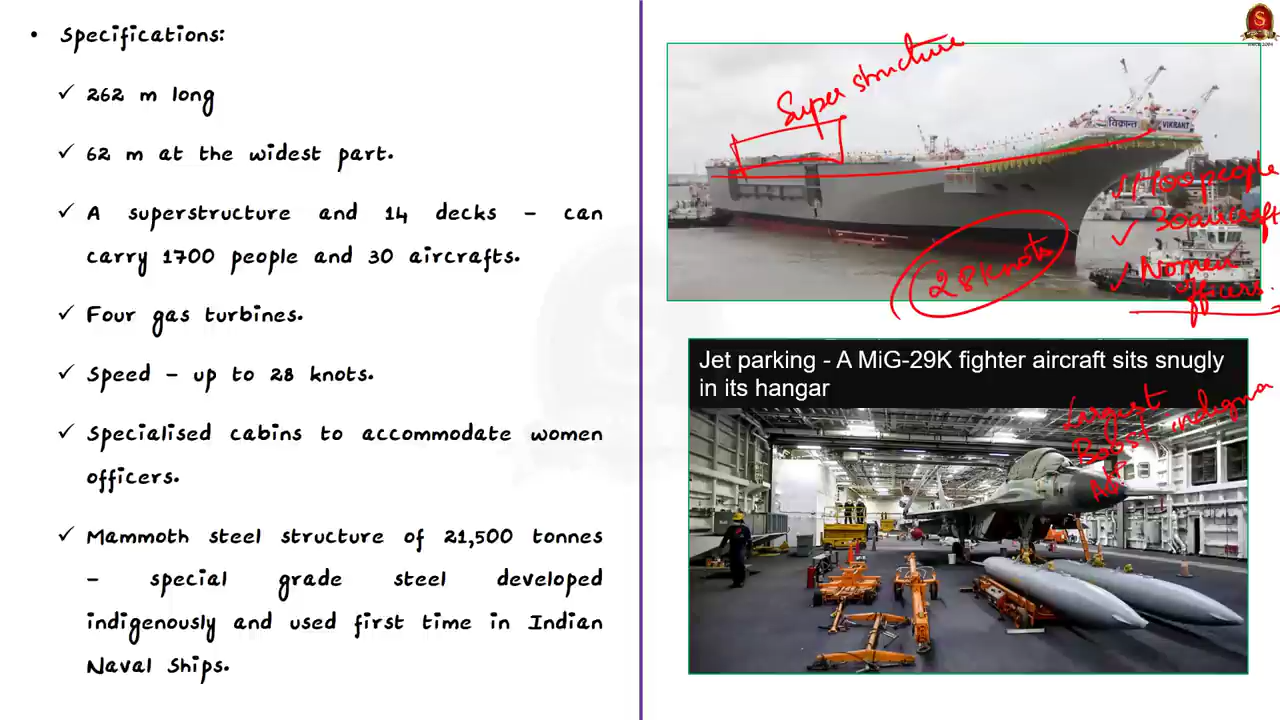 • Specifications:
✓ 262 m long
✓ 62 m at the widest part.
✓ A superstructure and 14 decks – can
carry 1700 people and 30 aircrafts.
✓ Four gas turbines.
✓ Speed – up to 28 knots.
✓ Specialised cabins to accommodate women
officers.
✓ Mammoth steel structure of 21,500 tonnes
– special grade steel developed
indigenously and used first time in Indian
Naval Ships.
Super structure
विक्रान्त VIKRANT
✓ 1700 people
✓ 30 aircraft
✓ Women
officers.
28 knots
Jet parking - A MiG-29K fighter aircraft sits snugly
in its hangar
Largest
Boost
S